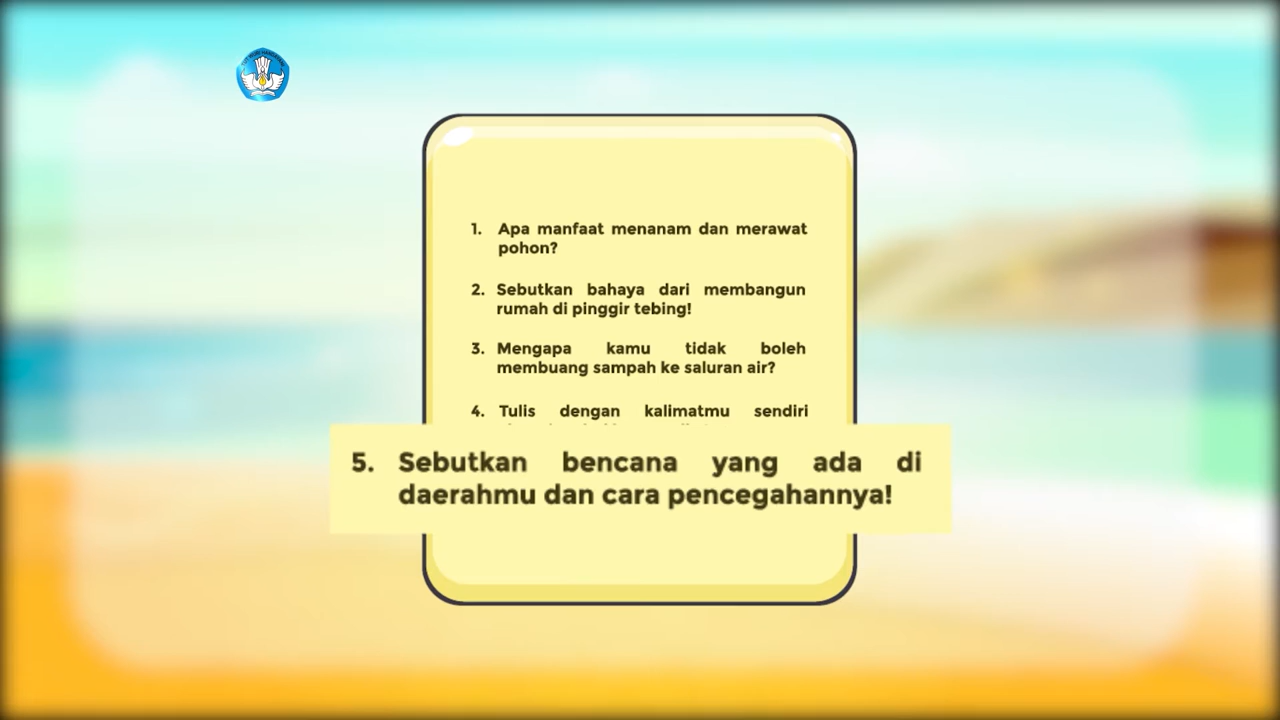 1. Apa manfaat menanam dan merawat
pohon?
2. Sebutkan bahaya dari membangun
rumah di pinggir tebing!
3. Mengapa kamu tidak boleh
membuang sampah ke saluran air?
4. Tulis dengan kalimatmu sendiri
5. Sebutkan bencana yang ada di
daerahmu dan cara pencegahannya!